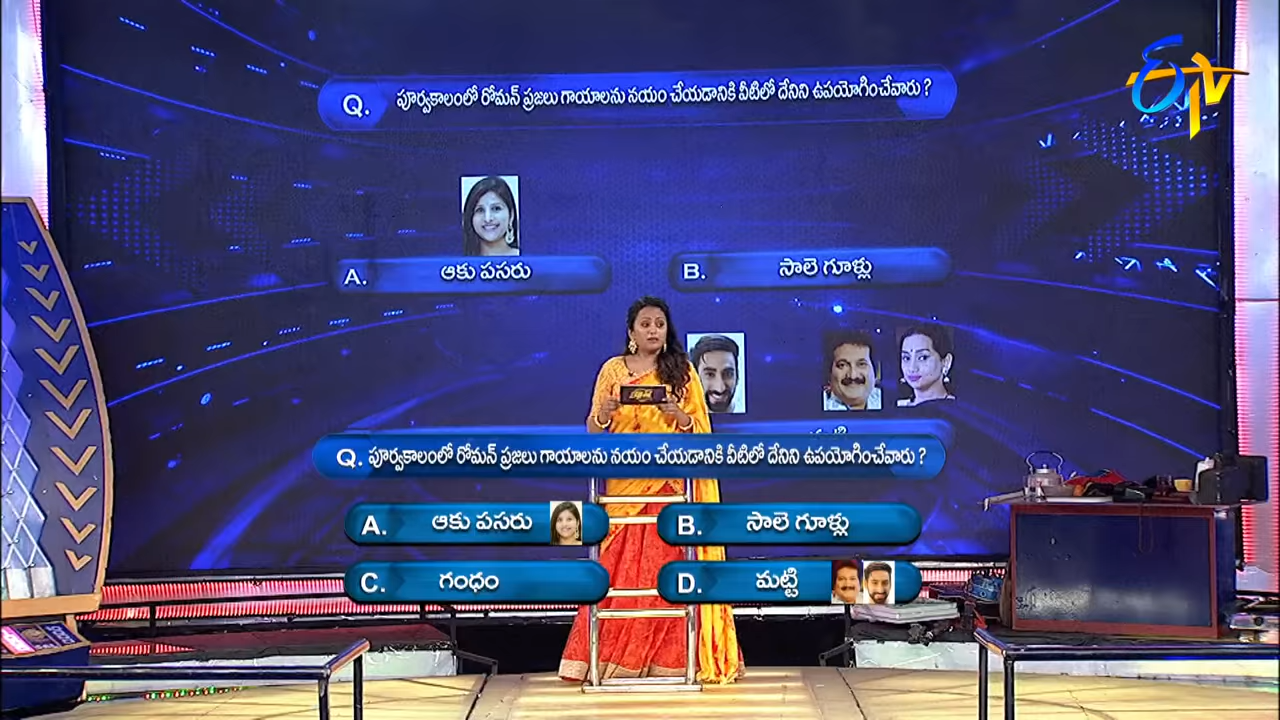 ETV
Q. పూర్వకాలంలో రోమన్ ప్రజలు గాయాలను నయం చేయడానికి వీటిలో దేనిని ఉపయోగించేవారు ?
A. ఆకు పసరు
B. సాలె గూళ్లు
Q. పూర్వకాలంలో రోమన్ ప్రజలు గాయాలను నయం చేయడానికి వీటిలో దేనిని ఉపయోగించేవారు ?
A. ఆకు పసరు
B. సాలె గూళ్లు
C. గంధం
D. మట్టి